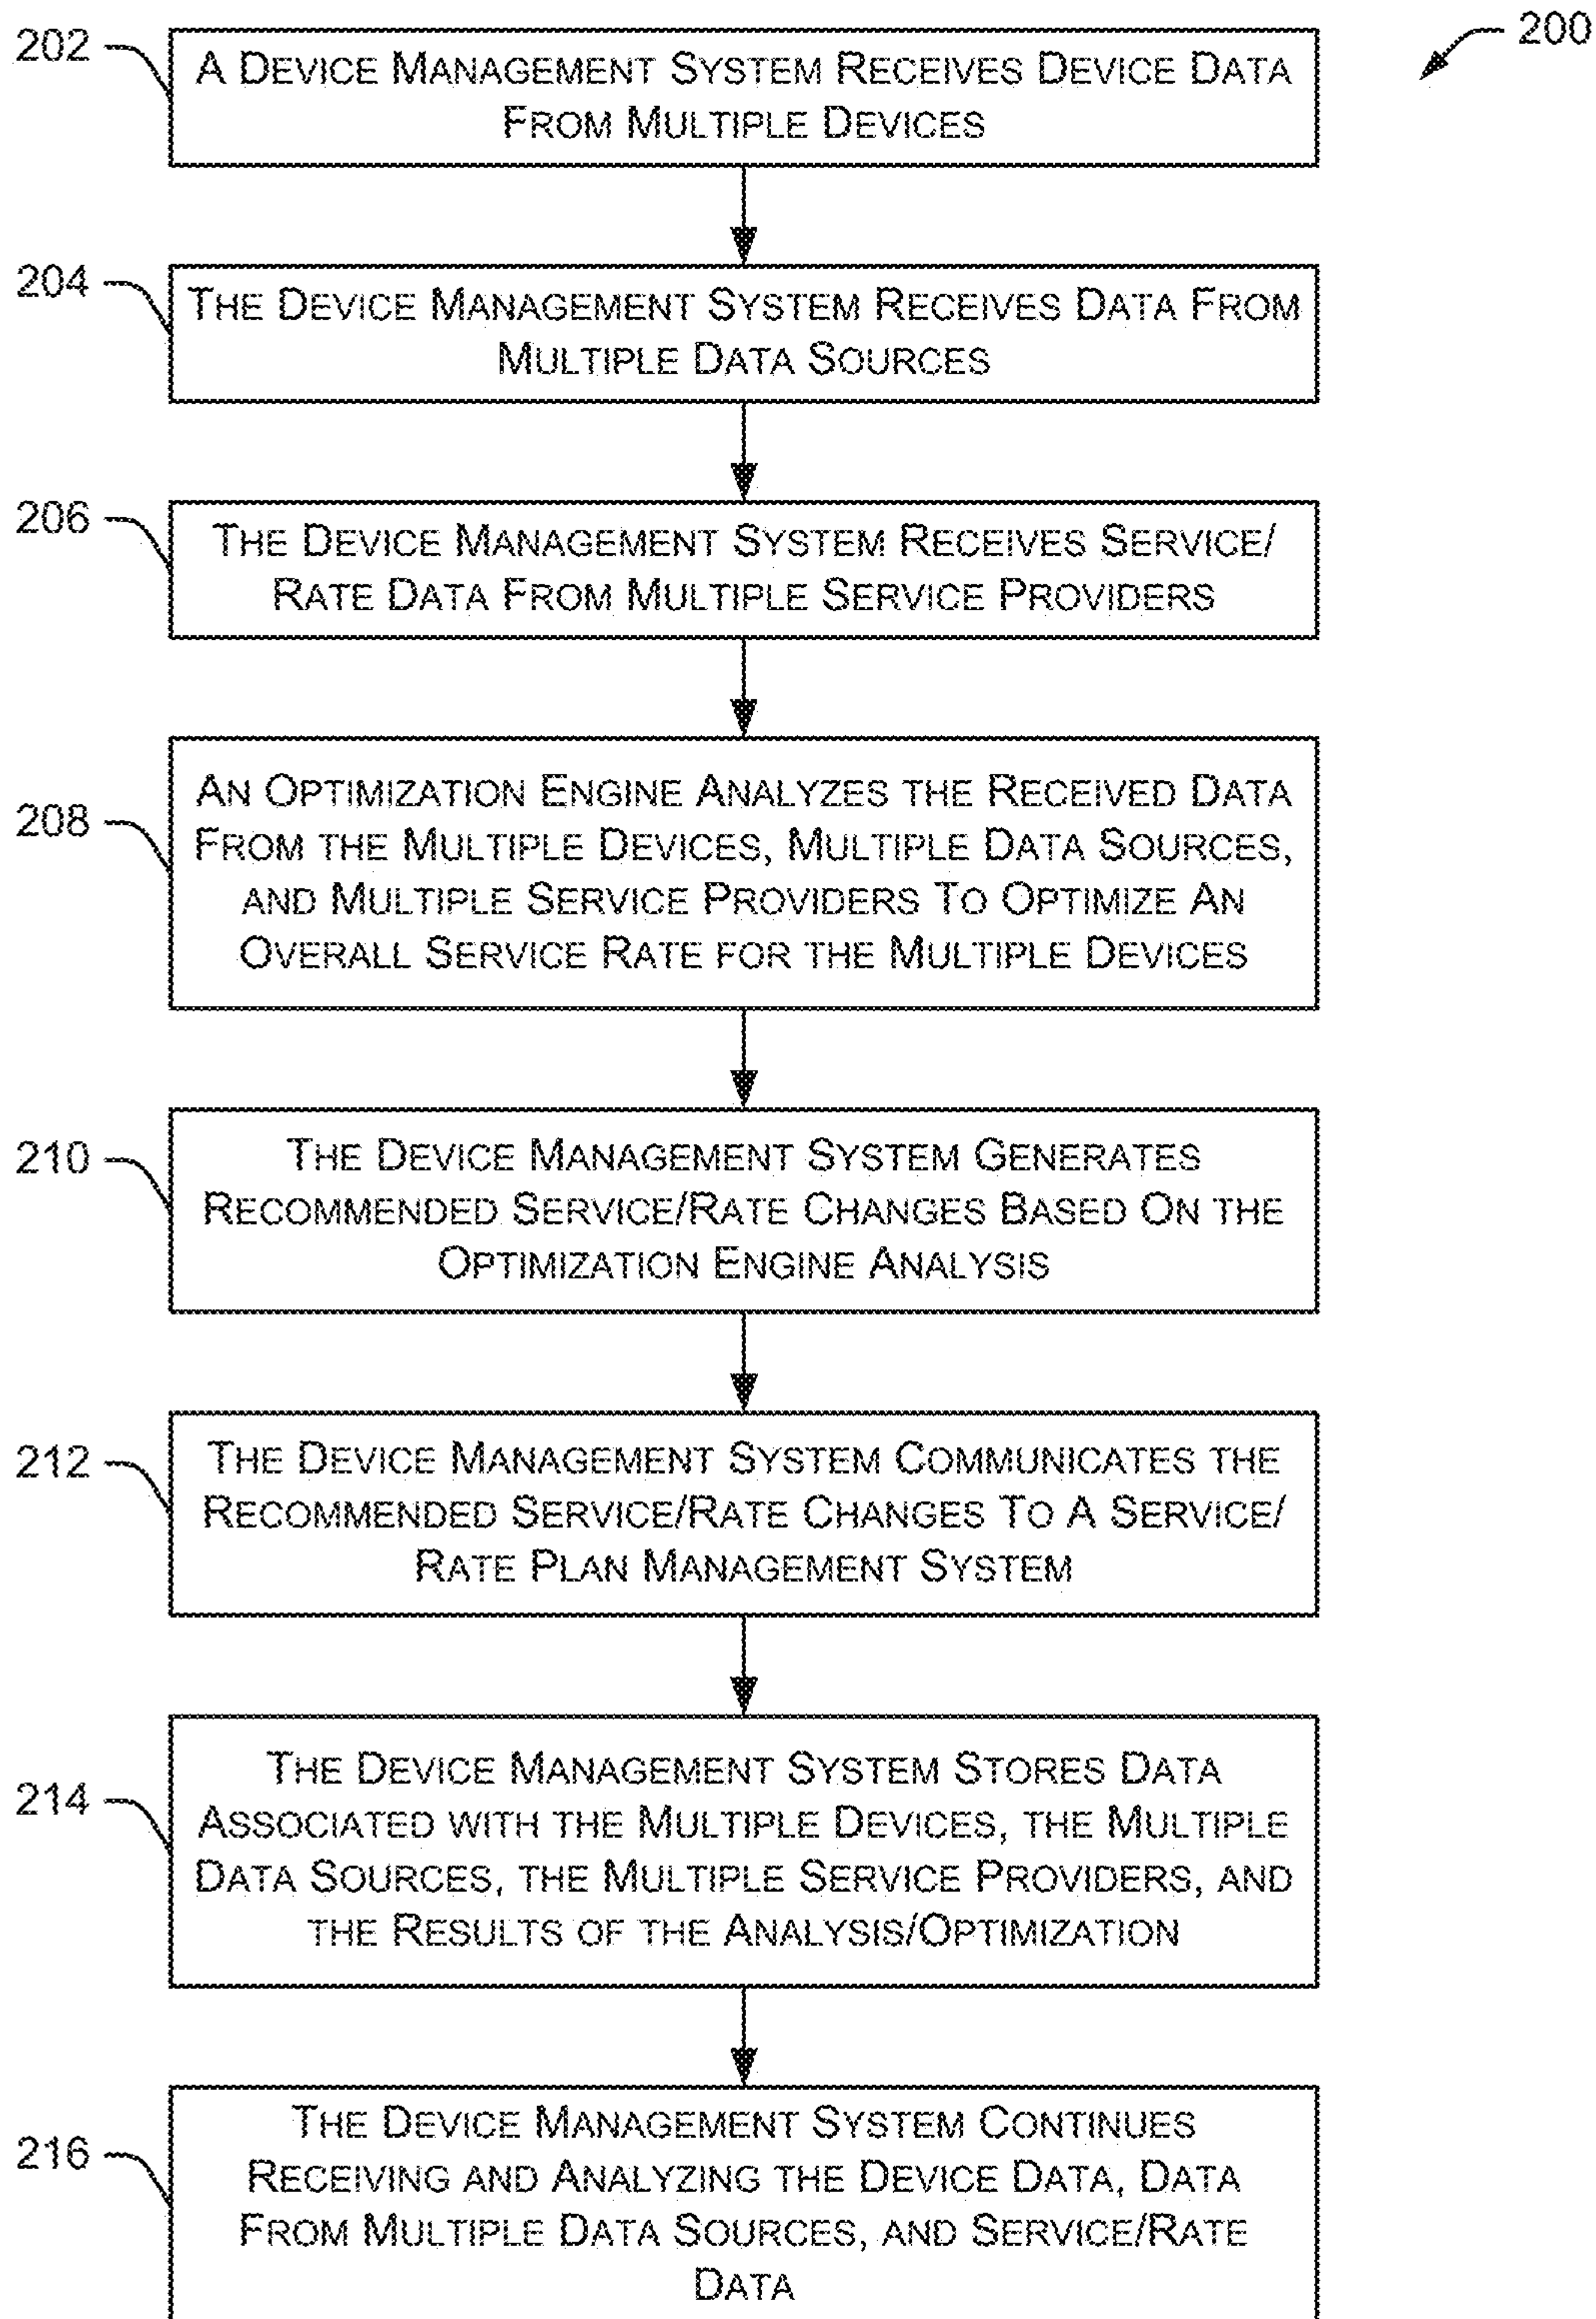 200
202
A DEVICE MANAGEMENT SYSTEM RECEIVES DEVICE DATA
FROM MULTIPLE DEVICES
204
THE DEVICE MANAGEMENT SYSTEM RECEIVES DATA FROM
MULTIPLE DATA SOURCES
206
THE DEVICE MANAGEMENT SYSTEM RECEIVES SERVICE/
RATE DATA FROM MULTIPLE SERVICE PROVIDERS
208
AN OPTIMIZATION ENGINE ANALYZES THE RECEIVED DATA
FROM THE MULTIPLE DEVICES, MULTIPLE DATA SOURCES,
AND MULTIPLE SERVICE PROVIDERS TO OPTIMIZE AN
OVERALL SERVICE RATE FOR THE MULTIPLE DEVICES
210
THE DEVICE MANAGEMENT SYSTEM GENERATES
RECOMMENDED SERVICE/RATE CHANGES BASED ON THE
OPTIMIZATION ENGINE ANALYSIS
212
THE DEVICE MANAGEMENT SYSTEM COMMUNICATES THE
RECOMMENDED SERVICE/RATE CHANGES TO A SERVICE/
RATE PLAN MANAGEMENT SYSTEM
214
THE DEVICE MANAGEMENT SYSTEM STORES DATA
ASSOCIATED WITH THE MULTIPLE DEVICES, THE MULTIPLE
DATA SOURCES, THE MULTIPLE SERVICE PROVIDERS, AND
THE RESULTS OF THE ANALYSIS/OPTIMIZATION
216
THE DEVICE MANAGEMENT SYSTEM CONTINUES
RECEIVING AND ANALYZING THE DEVICE DATA, DATA
FROM MULTIPLE DATA SOURCES, AND SERVICE/RATE
DATA